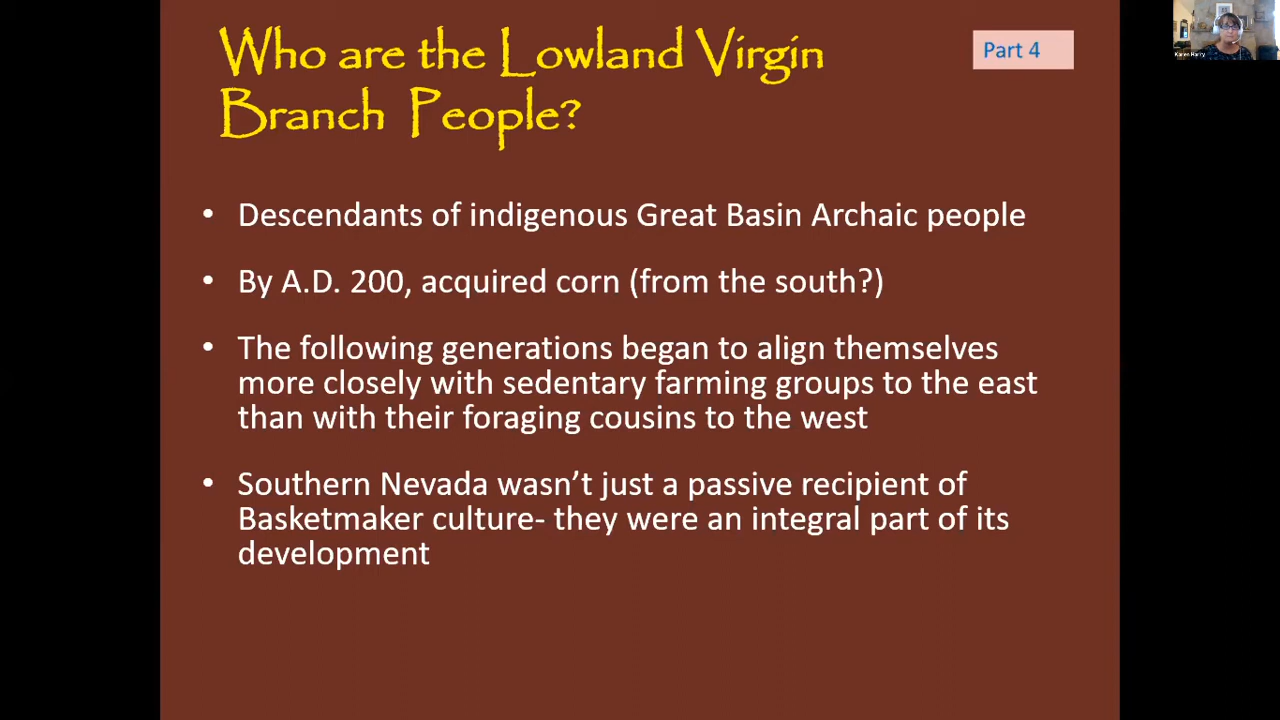 Who are the Lowland Virgin
Branch People?
Part 4
Karen Harry
• Descendants of indigenous Great Basin Archaic people
• By A.D. 200, acquired corn (from the south?)
• The following generations began to align themselves
more closely with sedentary farming groups to the east
than with their foraging cousins to the west
• Southern Nevada wasn’t just a passive recipient of
Basketmaker culture- they were an integral part of its
development